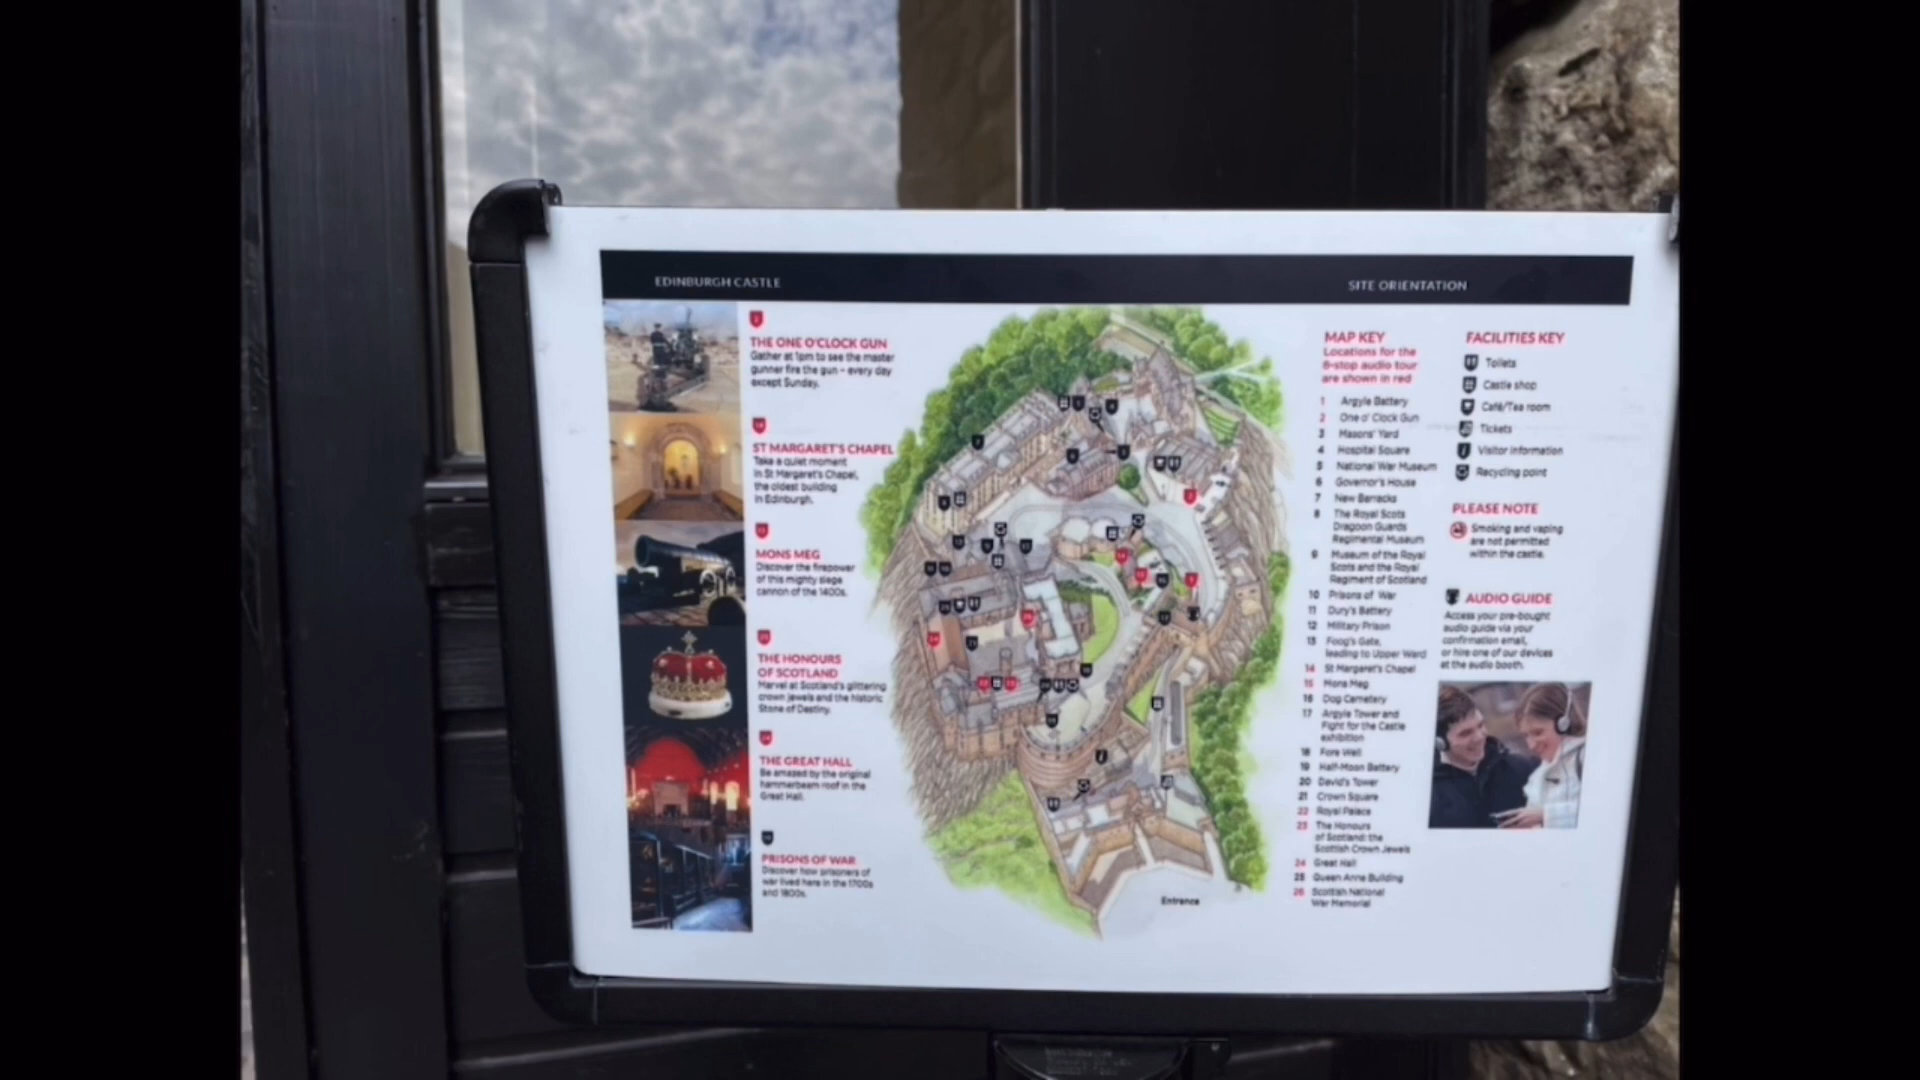 EDINBURGH CASTLE
SITE ORIENTATION
THE ONE O'CLOCK GUN
Gather at 1pm to see the master
gunner fire the gun – every day
except Sunday.
ST MARGARET'S CHAPEL
Take a quiet moment
in St Margaret's Chapel,
the oldest building
in Edinburgh.
MONS MEG
Discover the firepower
of this mighty siege
cannon of the 1400s.
THE HONOURS
OF SCOTLAND
Marvel at Scotland's glittering
crown jewels and the historic
Stone of Destiny.
THE GREAT HALL
Be amazed by the original
hammerbeam roof in the
Great Hall.
PRISONS OF WAR
Discover how prisoners of
war lived here in the 1700s
and 1800s.
Entrance
MAP KEY
Locations for the
6-stop audio tour
are shown in red
1 Argyle Battery
2 One o' Clock Gun
3 Masons' Yard
4 Hospital Square
5 National War Museum
6 Governor's House
7 New Barracks
8 The Royal Scots
Dragoon Guards
Regimental Museum
9 Museum of the Royal
Scots and the Royal
Regiment of Scotland
10 Prisons of War
11 Dury's Battery
12 Military Prison
13 Foog's Gate,
leading to Upper Ward
14 St Margaret's Chapel
15 Mons Meg
16 Dog Cemetery
17 Argyle Tower and
Fight for the Castle
exhibition
18 Fore Well
19 Half-Moon Battery
20 David's Tower
21 Crown Square
22 Royal Palace
23 The Honours
of Scotland: the
Scottish Crown Jewels
24 Great Hall
25 Queen Anne Building
26 Scottish National
War Memorial
FACILITIES KEY
Toilets
Castle shop
Café/Tea room
Tickets
Visitor information
Recycling point
PLEASE NOTE
Smoking and vaping
are not permitted
within the castle.
AUDIO GUIDE
Access your pre-bought
audio guide via your
confirmation email,
or hire one of our devices
at the audio booth.